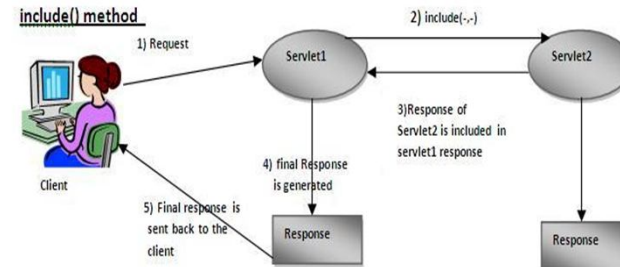 include() method
1) Request
2) include(-,-)
Servlet1
Servlet2
3)Response of
Servlet2 is included in
servlet1 response
4) final Response
is generated
Client
5) Final response is
sent back to the
client
Response
Response